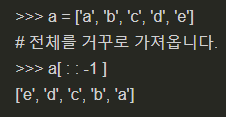 >>> a = ['a', 'b', 'c', 'd', 'e']
# 전체를 거꾸로 가져옵니다.
>>> a[ : : -1 ]
['e', 'd', 'c', 'b', 'a']